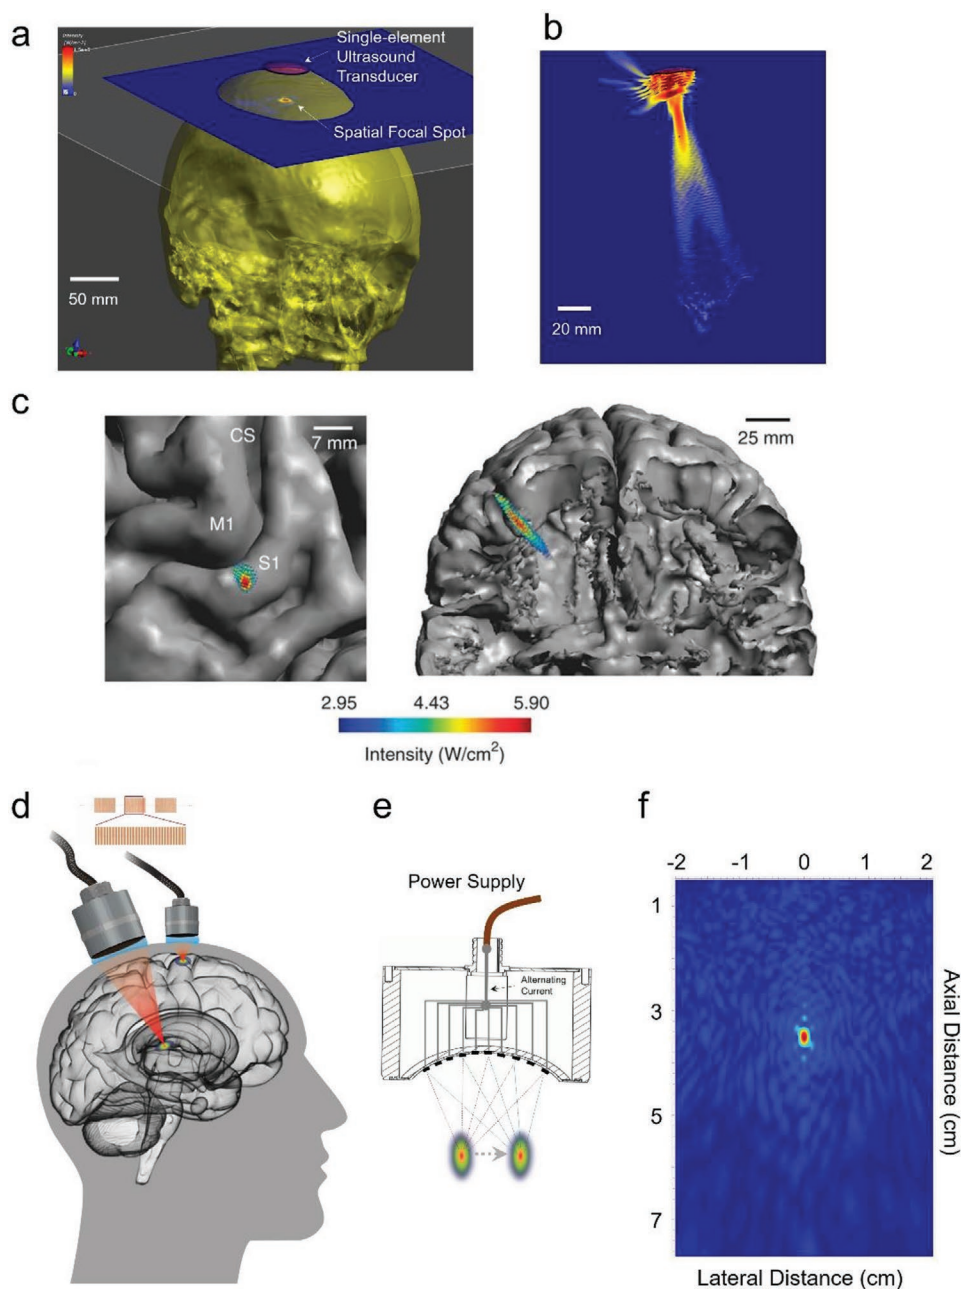 a
Intensity
Single-element
Ultrasound
Transducer
Spatial Focal Spot
50 mm
b
20 mm
c
CS
7 mm
M1
S1
25 mm
2.95 4.43 5.90
Intensity (W/cm²)
d
e
Power Supply
Alternating
Current
f
-2 -1 0 1 2
1
3
5
7
Axial Distance (cm)
Lateral Distance (cm)